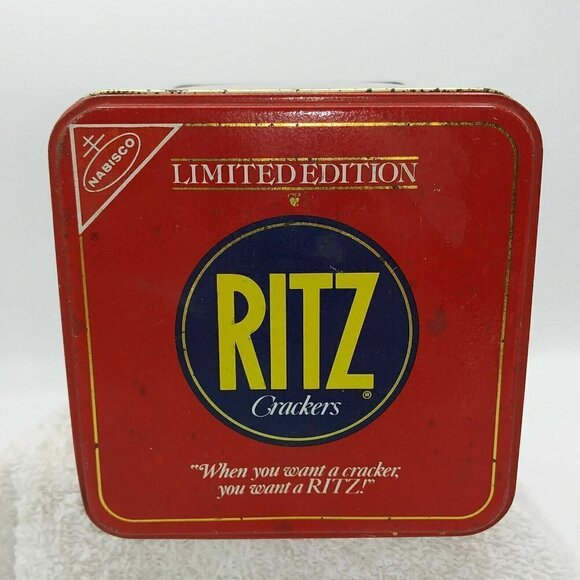 NABISCO
®
LIMITED EDITION
RITZ®
Crackers
"When you want a cracker,
you want a RITZ!"